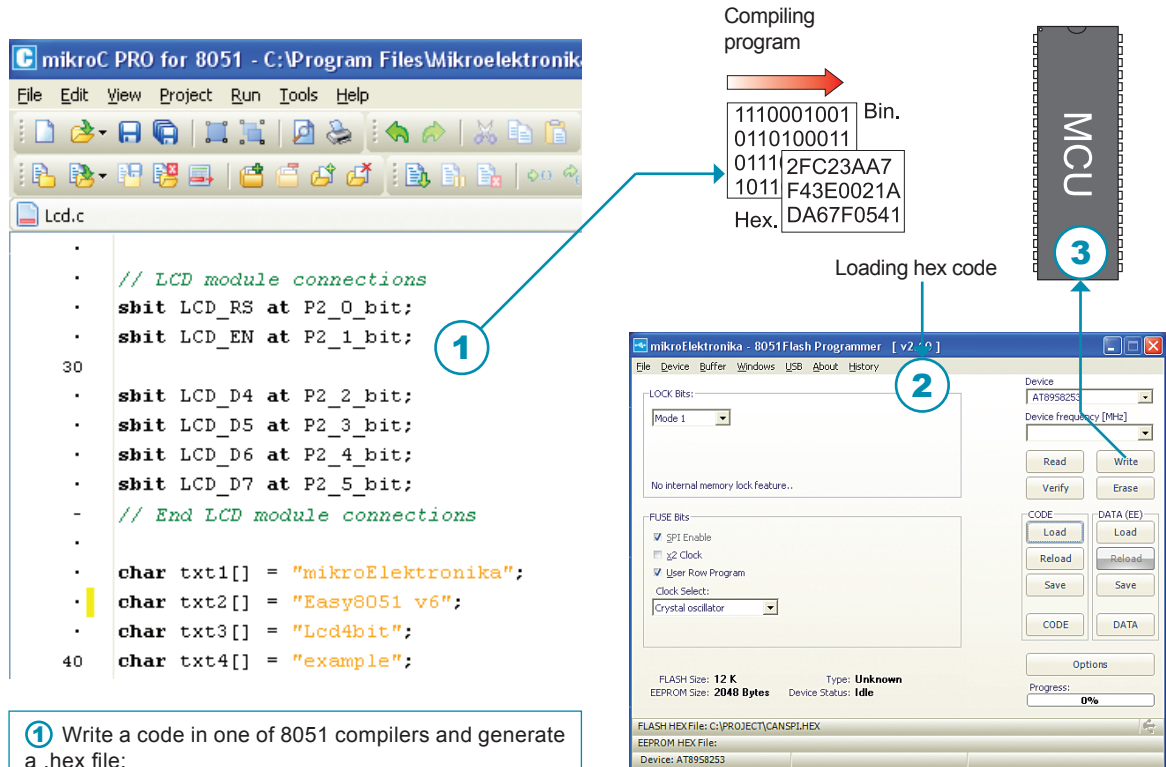 mikroC PRO for 8051 - C:\Program Files\Mikroelektronik
File Edit View Project Run Tools Help
Lcd.c
// LCD module connections
sbit LCD_RS at P2_0_bit;
sbit LCD_EN at P2_1_bit;
30
sbit LCD_D4 at P2_2_bit;
sbit LCD_D5 at P2_3_bit;
sbit LCD_D6 at P2_4_bit;
sbit LCD_D7 at P2_5_bit;
// End LCD module connections
char txt1[] = "mikroElektronika";
char txt2[] = "Easy8051 v6";
char txt3[] = "Lcd4bit";
40 char txt4[] = "example";
1
1 Write a code in one of 8051 compilers and generate
a .hex file;
Compiling
program
1110001001 Bin.
0110100011
0111
1011
Hex.
2FC23AA7
F43E0021A
DA67F0541
MCU
3
Loading hex code
2
mikroElektronika - 8051Flash Programmer [ v2 0 ]
File Device Buffer Windows USB About History
LOCK Bits:
Mode 1
No internal memory lock feature..
FUSE Bits
SPI Enable
x2 Clock
User Row Program
Clock Select:
Crystal oscillator
FLASH Size: 12 K Type: Unknown
EEPROM Size: 2048 Bytes Device Status: Idle
Device
AT89S8253
Device frequency [MHz]
Read Write
Verify Erase
CODE DATA (EE)
Load Load
Reload Reload
Save Save
CODE DATA
Options
Progress:
0%
FLASH HEX File: C:\PROJECT\CANSPI.HEX
EEPROM HEX File:
Device: AT89S8253